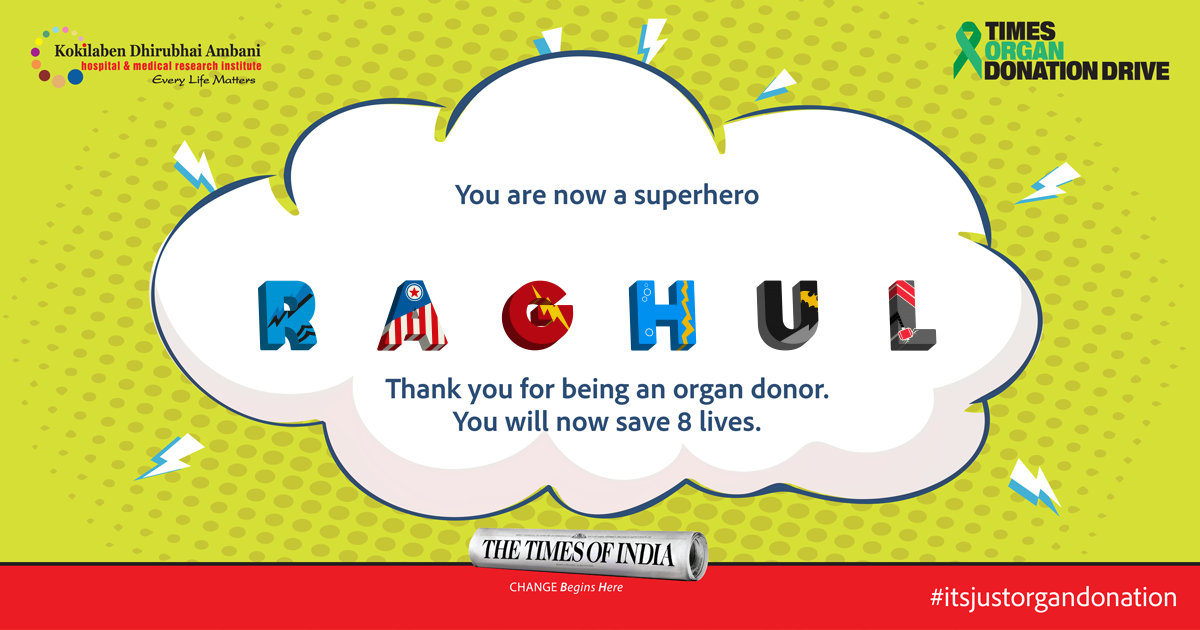 Kokilaben Dhirubhai Ambani
hospital & medical research institute
Every Life Matters
TIMES
ORGAN
DONATION DRIVE
You are now a superhero
RAGHUL
Thank you for being an organ donor.
You will now save 8 lives.
THE TIMES OF INDIA
CHANGE Begins Here
#itsjustorgandonation